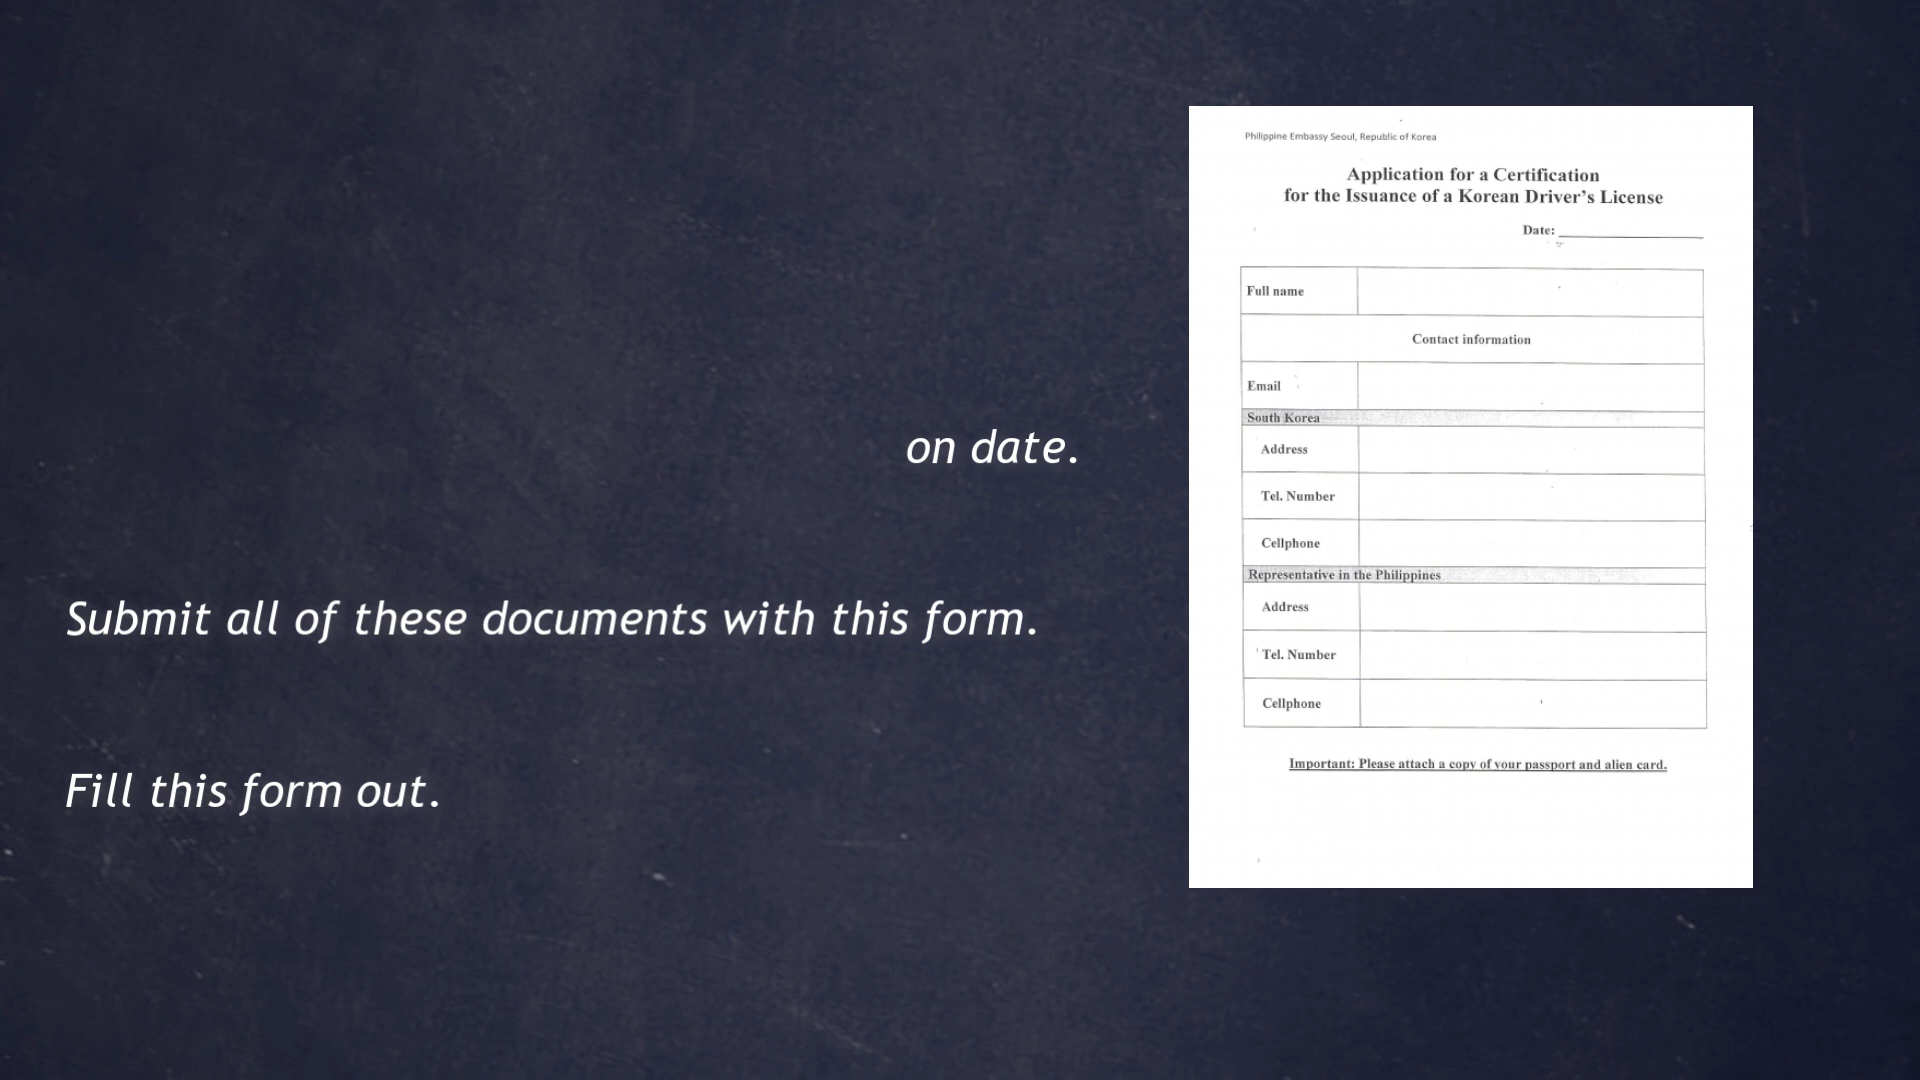 on date.
Submit all of these documents with this form.
Fill this form out.
Philippine Embassy Seoul, Republic of Korea
Application for a Certification
for the Issuance of a Korean Driver's License
Date:
Full name
Contact information
Email
South Korea
Address
Tel. Number
Cellphone
Representative in the Philippines
Address
Tel. Number
Cellphone
Important: Please attach a copy of your passport and alien card.